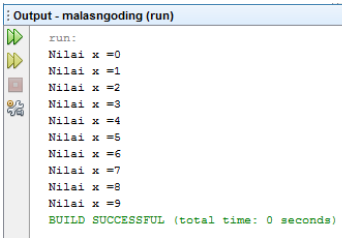 Output - malasngoding (run)
run:
Nilai x =0
Nilai x =1
Nilai x =2
Nilai x =3
Nilai x =4
Nilai x =5
Nilai x =6
Nilai x =7
Nilai x =8
Nilai x =9
BUILD SUCCESSFUL (total time: 0 seconds)